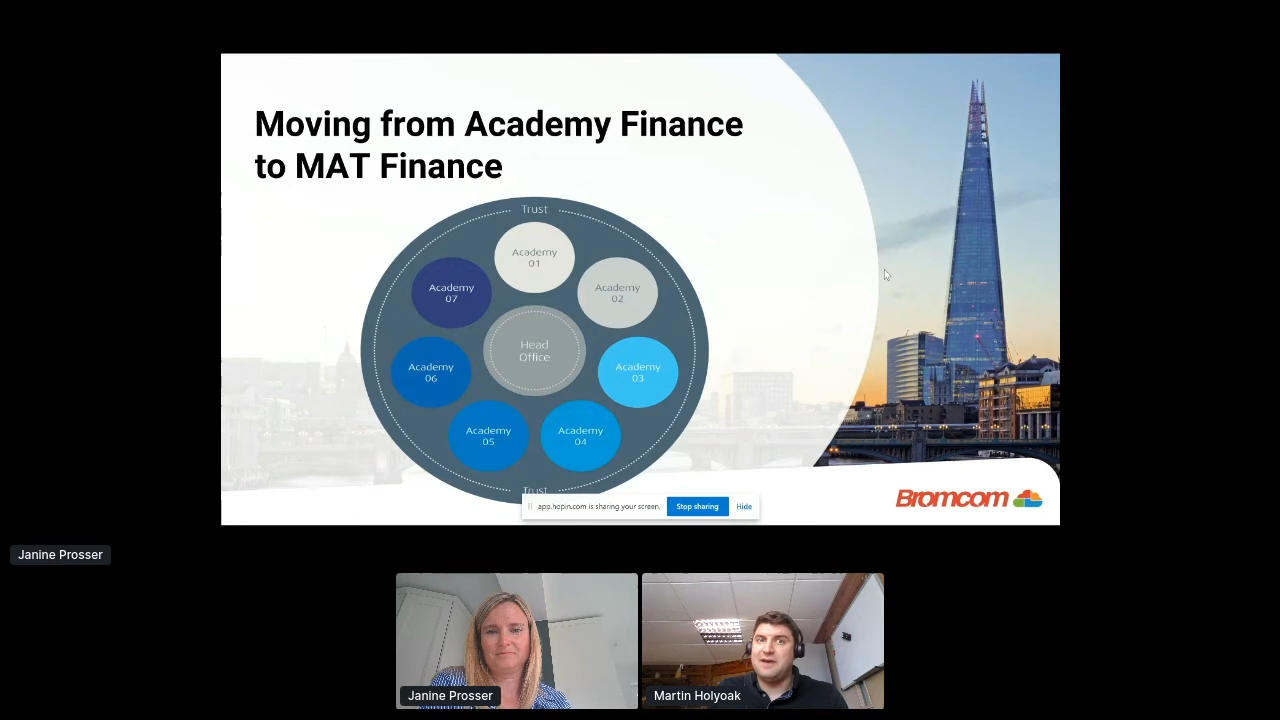 Moving from Academy Finance
to MAT Finance
Trust
Academy
01
Academy
07
Academy
02
Head
Office
Academy
06
Academy
03
Academy
05
Academy
04
Trust
app.hopin.com is sharing your screen.
Stop sharing
Hide
Bromcom
Janine Prosser
Janine Prosser
Martin Holyoak